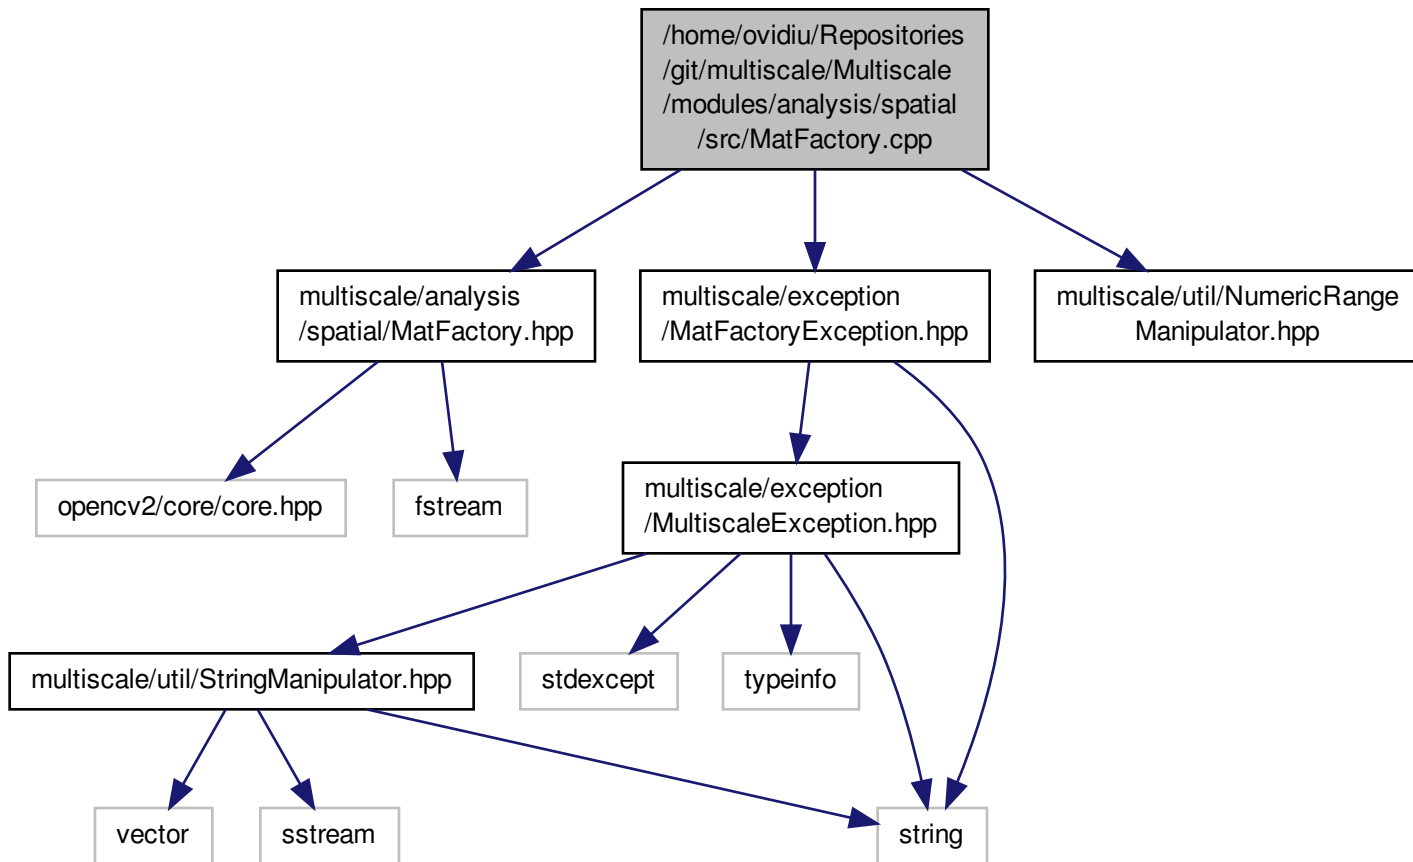 /home/ovidiu/Repositories
/git/multiscale/Multiscale
/modules/analysis/spatial
/src/MatFactory.cpp
multiscale/analysis
/spatial/MatFactory.hpp
multiscale/exception
/MatFactoryException.hpp
multiscale/util/NumericRange
Manipulator.hpp
opencv2/core/core.hpp
fstream
multiscale/exception
/MultiscaleException.hpp
multiscale/util/StringManipulator.hpp
stdexcept
typeinfo
vector
sstream
string